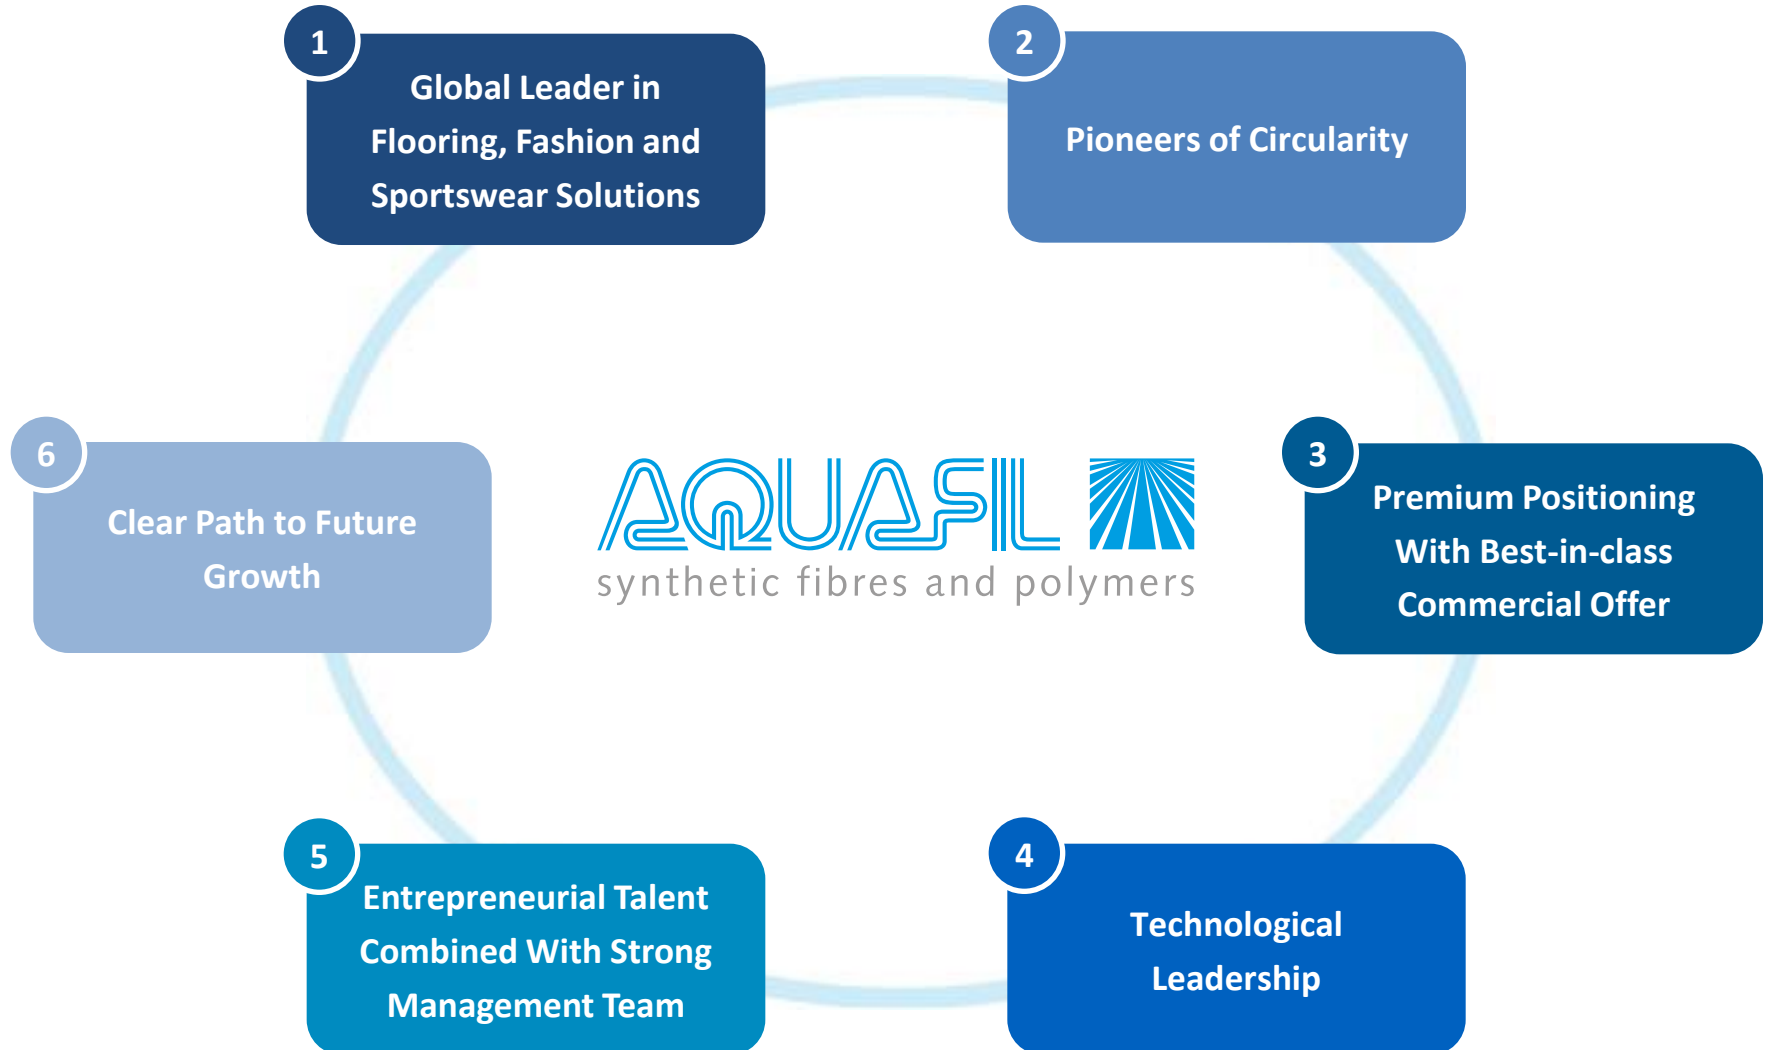 1
Global Leader in
Flooring, Fashion and
Sportswear Solutions
2
Pioneers of Circularity
3
Premium Positioning
With Best-in-class
Commercial Offer
4
Technological
Leadership
5
Entrepreneurial Talent
Combined With Strong
Management Team
6
Clear Path to Future
Growth
AQUAFIL
synthetic fibres and polymers